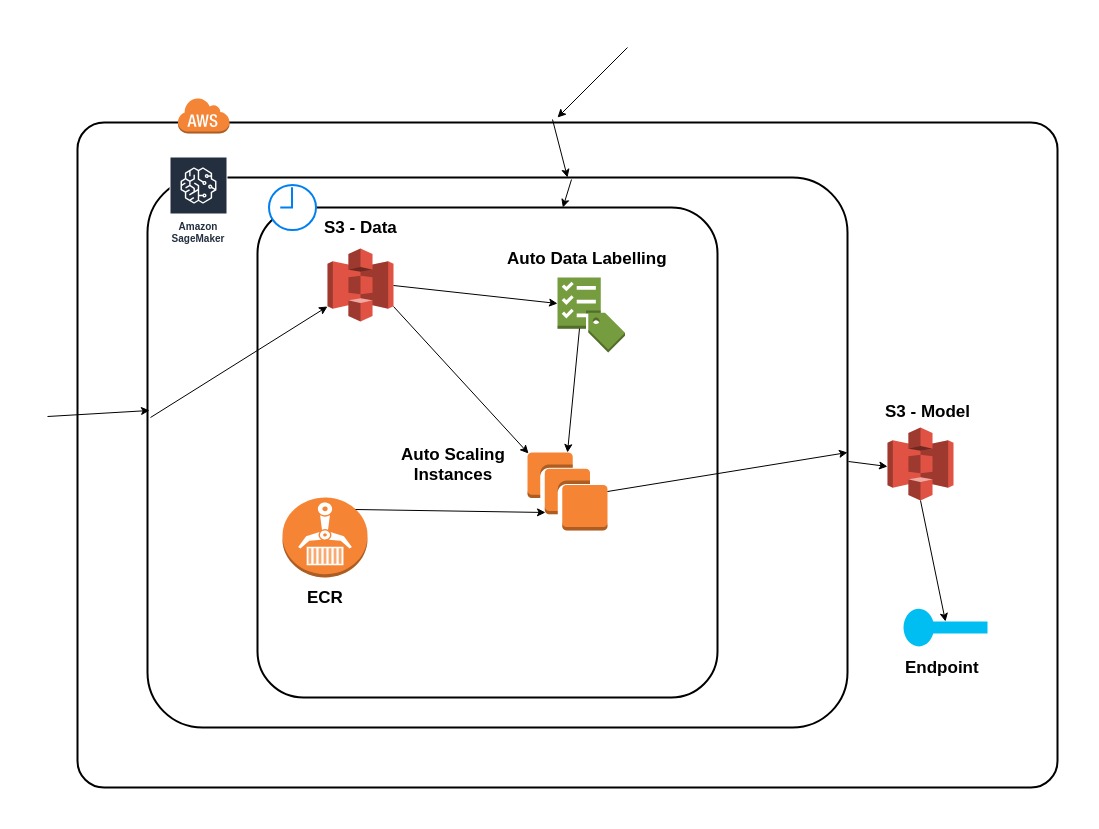 AWS
Amazon
SageMaker
S3 - Data
Auto Data Labelling
Auto Scaling
Instances
S3 - Model
ECR
Endpoint